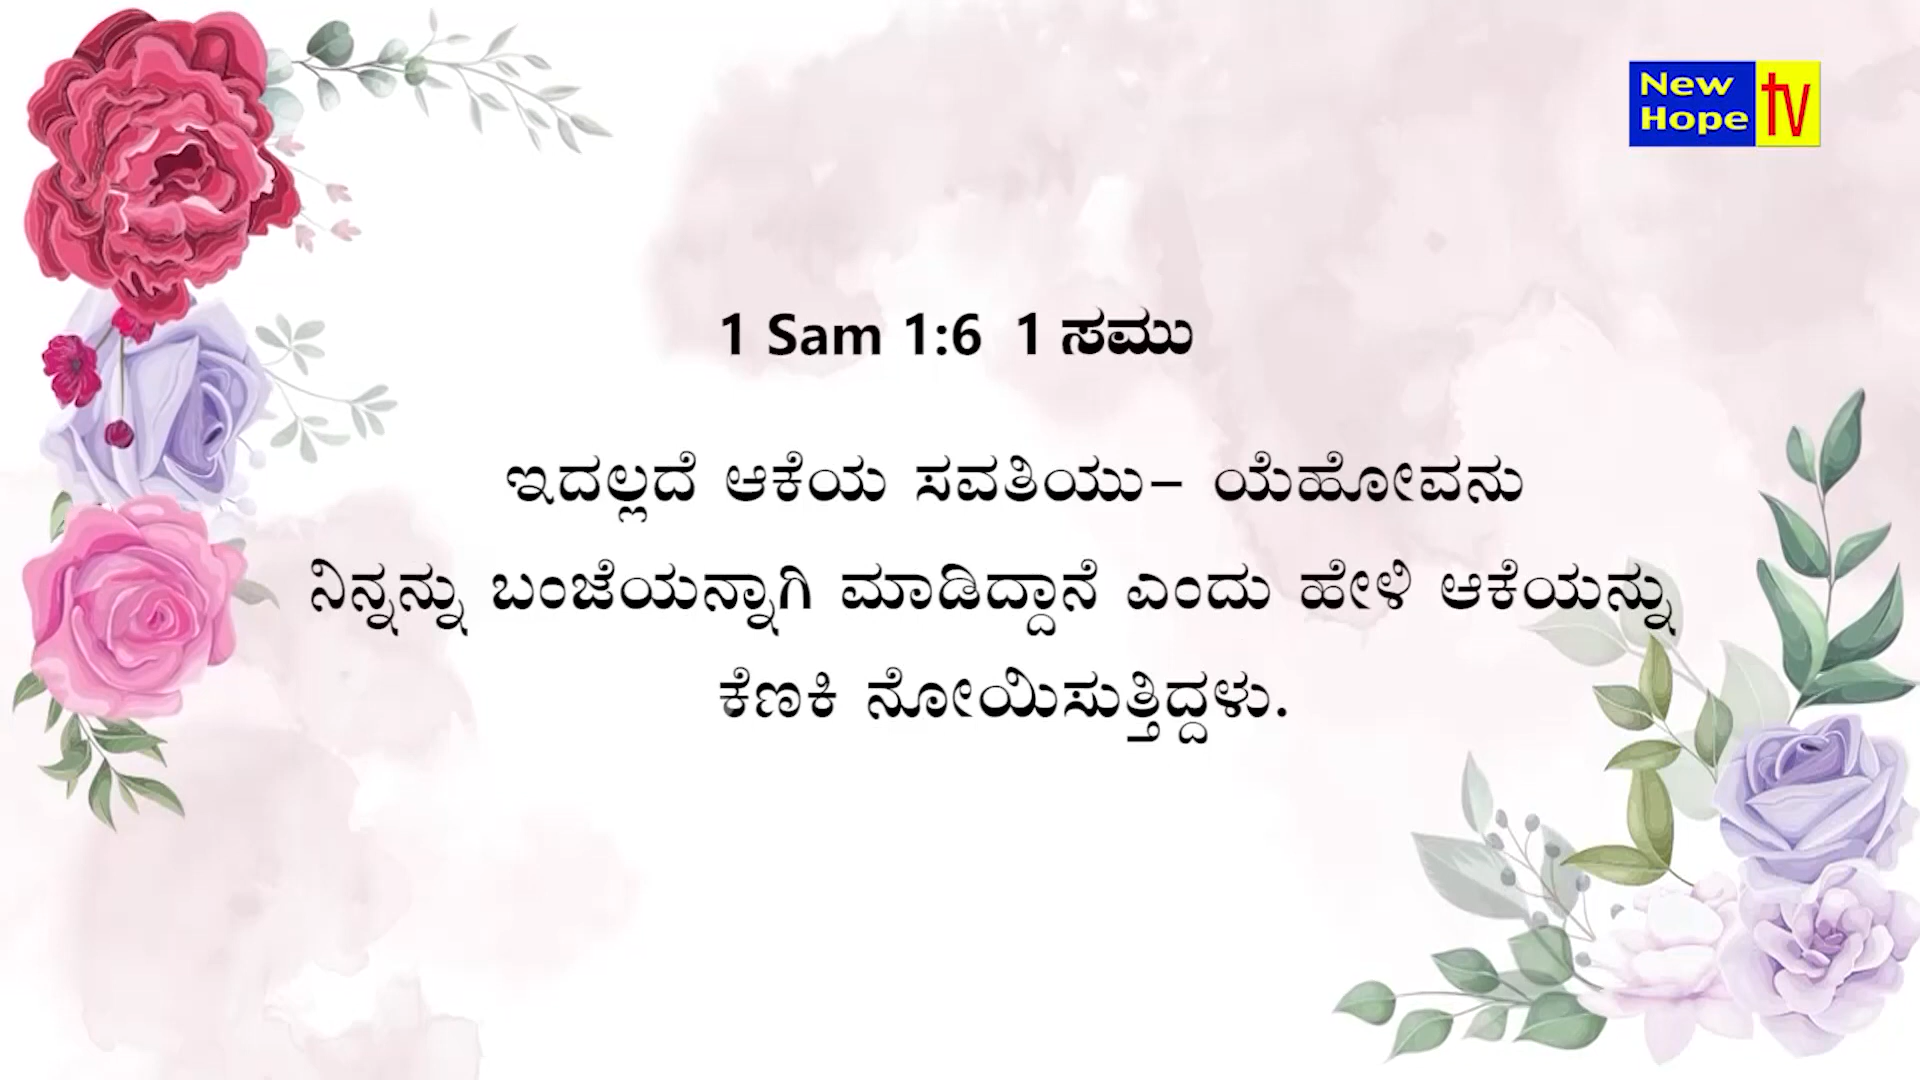 New
Hope
tv
1 Sam 1:6 1 ಸಮು
ಇದಲ್ಲದೆ ಆಕೆಯ ಸವತಿಯು- ಯೆಹೋವನು
ನಿನ್ನನ್ನು ಬಂಜೆಯನ್ನಾಗಿ ಮಾಡಿದ್ದಾನೆ ಎಂದು ಹೇಳಿ ಆಕೆಯನ್ನು
ಕೆಣಕಿ ನೋಯಿಸುತ್ತಿದ್ದಳು.